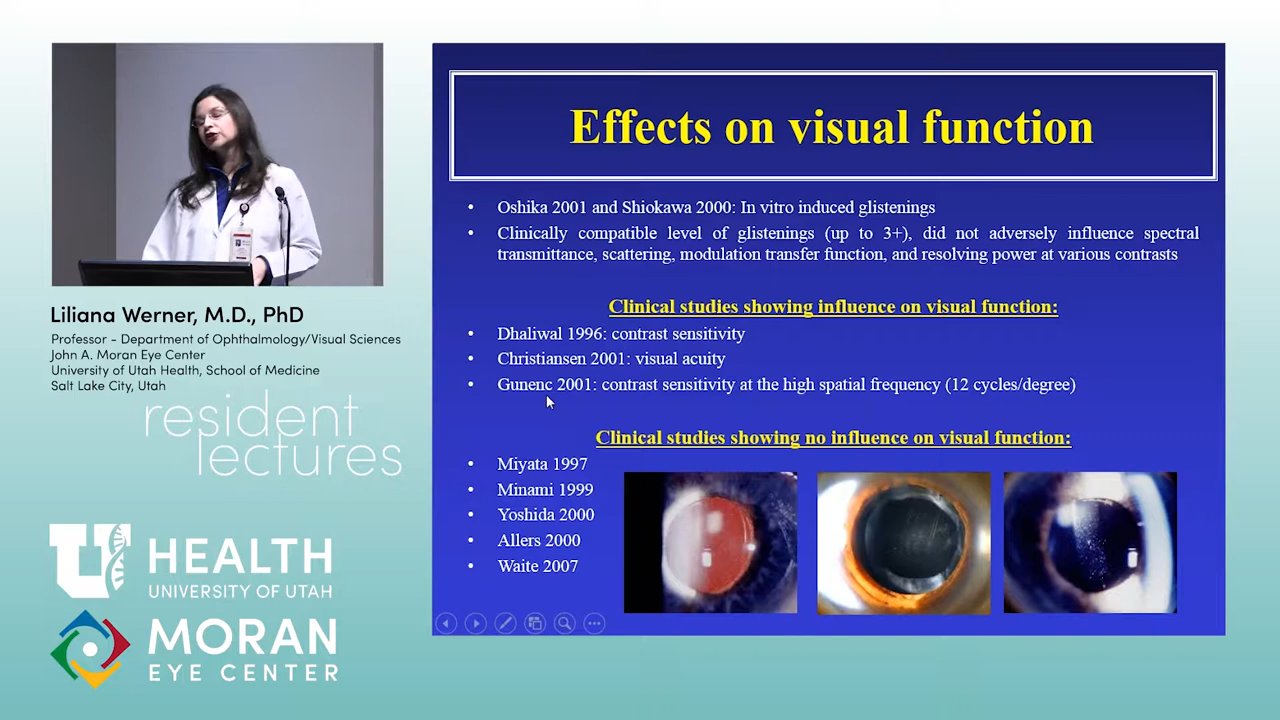 Liliana Werner, M.D., PhD
Professor - Department of Ophthalmology/Visual Sciences
John A. Moran Eye Center
University of Utah Health, School of Medicine
Salt Lake City, Utah
resident
lectures
U HEALTH
UNIVERSITY OF UTAH
MORAN
EYE CENTER
Effects on visual function
• Oshika 2001 and Shiokawa 2000: In vitro induced glistenings
• Clinically compatible level of glistenings (up to 3+), did not adversely influence spectral
transmittance, scattering, modulation transfer function, and resolving power at various contrasts
Clinical studies showing influence on visual function:
• Dhaliwal 1996: contrast sensitivity
• Christiansen 2001: visual acuity
• Gunenc 2001: contrast sensitivity at the high spatial frequency (12 cycles/degree)
Clinical studies showing no influence on visual function:
• Miyata 1997
• Minami 1999
• Yoshida 2000
• Allers 2000
• Waite 2007